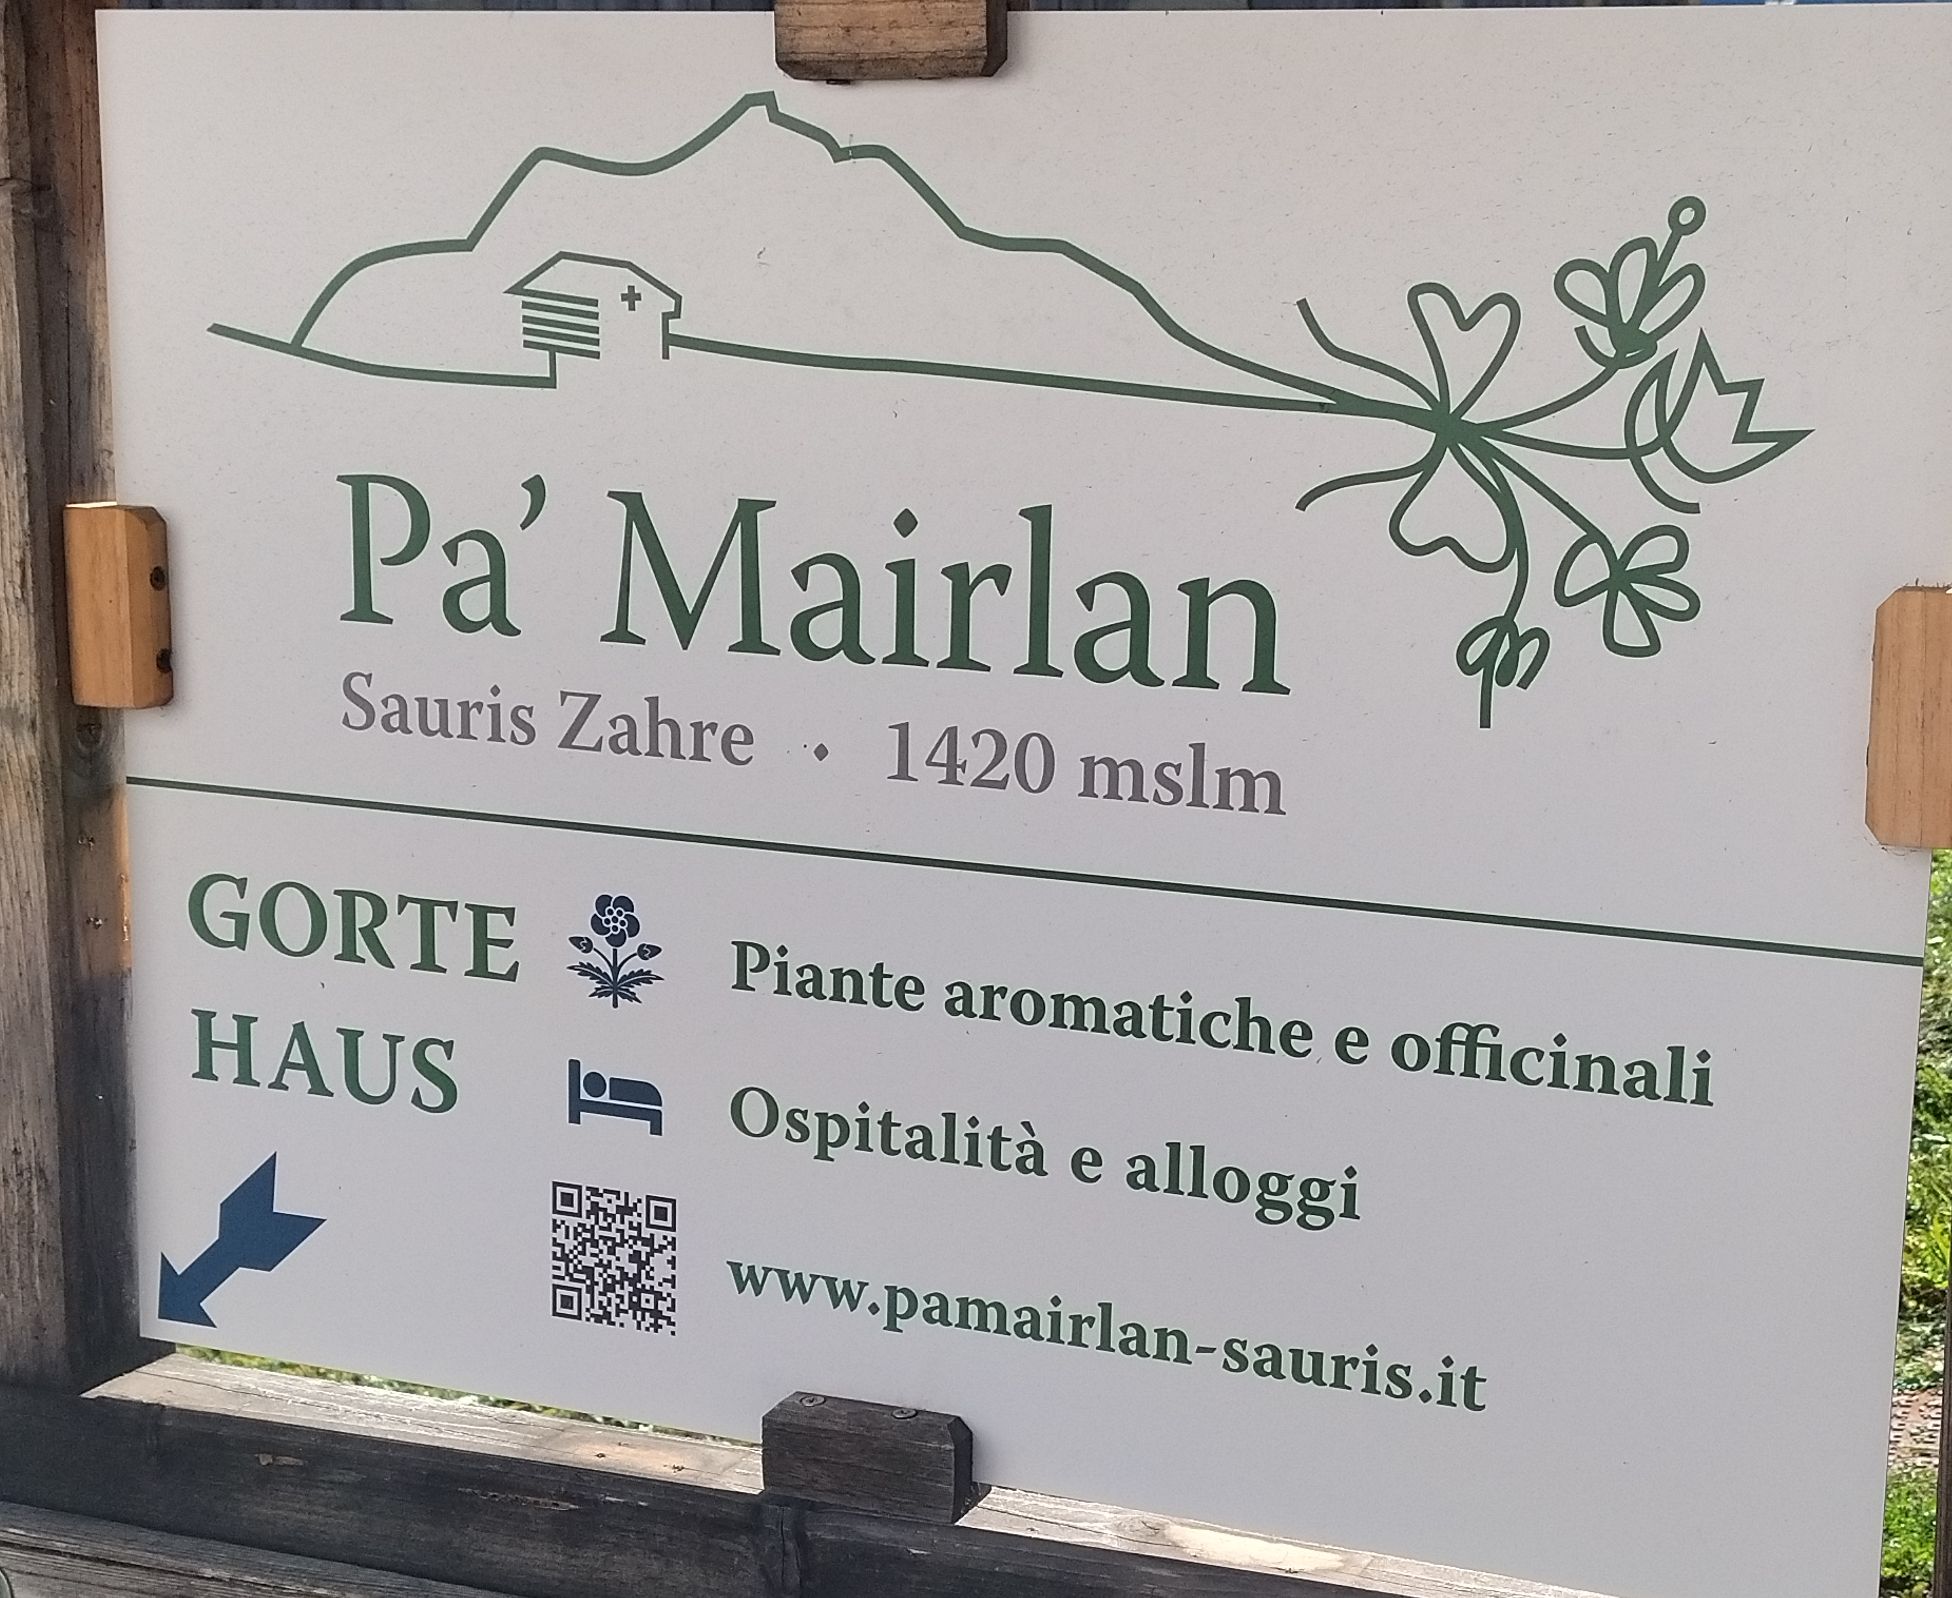 Pa’ Mairlan
Sauris Zahre · 1420 mslm
GORTE
Piante aromatiche e officinali
HAUS
Ospitalità e alloggi
www.pamairlan-sauris.it